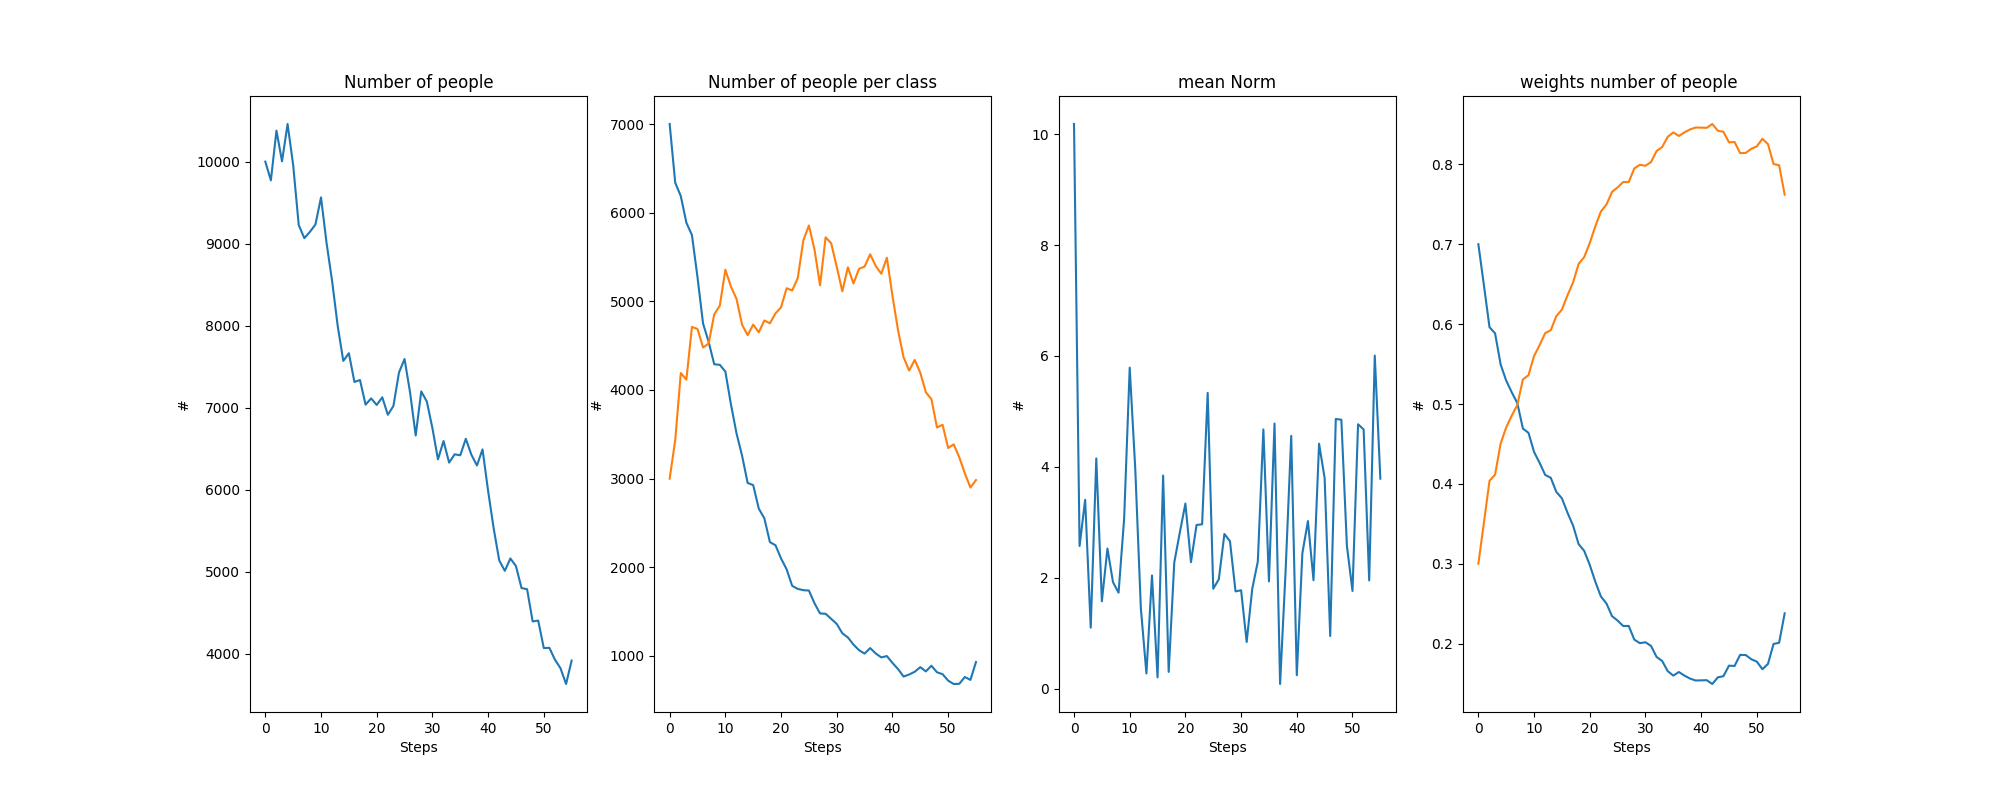 Number of people
10000
9000
8000
7000
6000
5000
4000
#
0 10 20 30 40 50
Steps
Number of people per class
7000
6000
5000
4000
3000
2000
1000
#
0 10 20 30 40 50
Steps
mean Norm
10
8
6
4
2
0
#
0 10 20 30 40 50
Steps
weights number of people
0.8
0.7
0.6
0.5
0.4
0.3
0.2
#
0 10 20 30 40 50
Steps